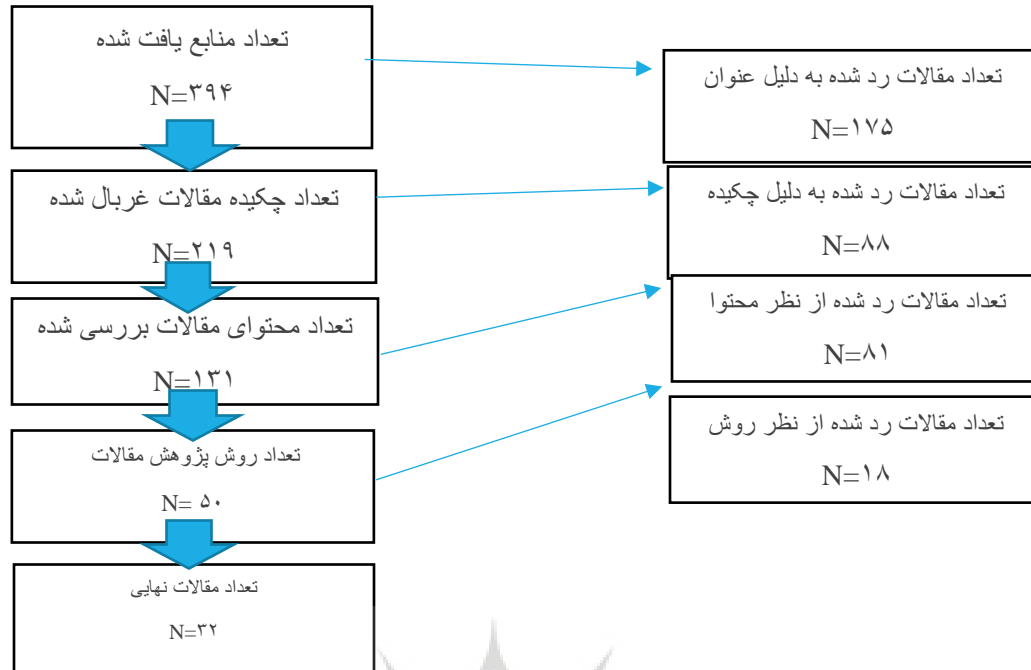 تعداد منابع یافت شده
N=۳۹۴
تعداد مقالات رد شده به دلیل عنوان
N=۱۷۵
تعداد چکیده مقالات غربال شده
N=۲۱۹
تعداد مقالات رد شده به دلیل چکیده
N=۸۸
تعداد محتوای مقالات بررسی شده
N=۱۳۱
تعداد مقالات رد شده از نظر محتوا
N=۸۱
تعداد روش پژوهش مقالات
N= ۵۰
تعداد مقالات رد شده از نظر روش
N=۱۸
تعداد مقالات نهایی
N=۳۲